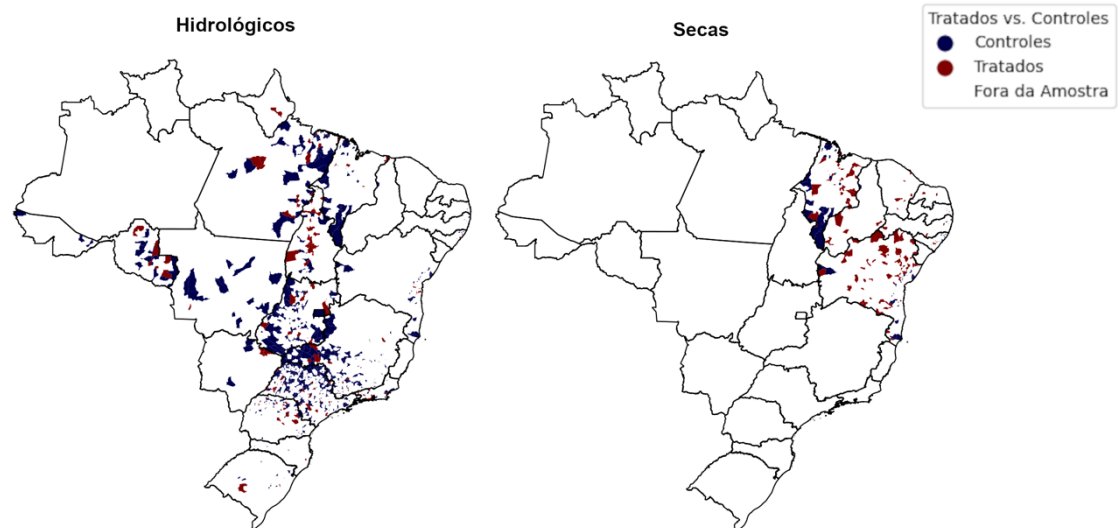 Hidrológicos
Secas
Tratados vs. Controles
Controles
Tratados
Fora da Amostra